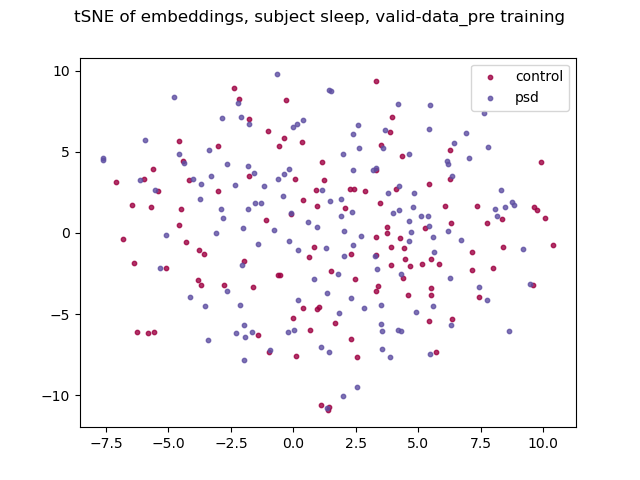 tSNE of embeddings, subject sleep, valid-data_pre training
control
psd
10
5
0
−5
−10
−7.5 −5.0 −2.5 0.0 2.5 5.0 7.5 10.0